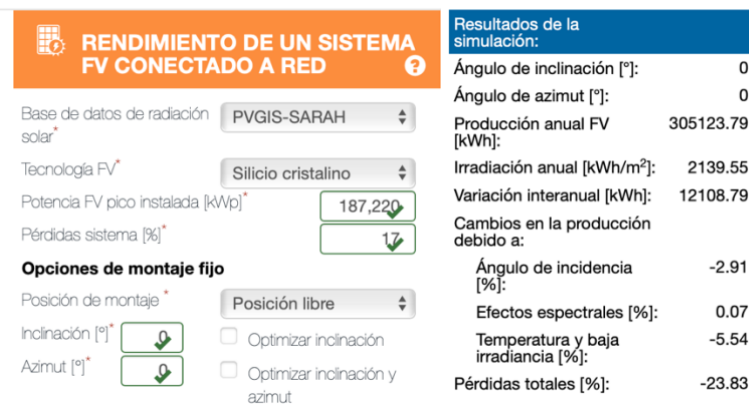 RENDIMIENTO DE UN SISTEMA
FV CONECTADO A RED ?
Base de datos de radiación
solar*
PVGIS-SARAH
Tecnología FV*
Silicio cristalino
Potencia FV pico instalada [kWp]*
187,220
Pérdidas sistema [%]*
17
Opciones de montaje fijo
Posición de montaje *
Posición libre
Inclinación [°]*
0
Optimizar inclinación
Azimut [°]*
0
Optimizar inclinación y
azimut
Resultados de la
simulación:
Ángulo de inclinación [°]: 0
Ángulo de azimut [°]: 0
Producción anual FV 305123.79
[kWh]:
Irradiación anual [kWh/m²]: 2139.55
Variación interanual [kWh]: 12108.79
Cambios en la producción
debido a:
Ángulo de incidencia -2.91
[%]:
Efectos espectrales [%]: 0.07
Temperatura y baja -5.54
irradiancia [%]:
Pérdidas totales [%]: -23.83